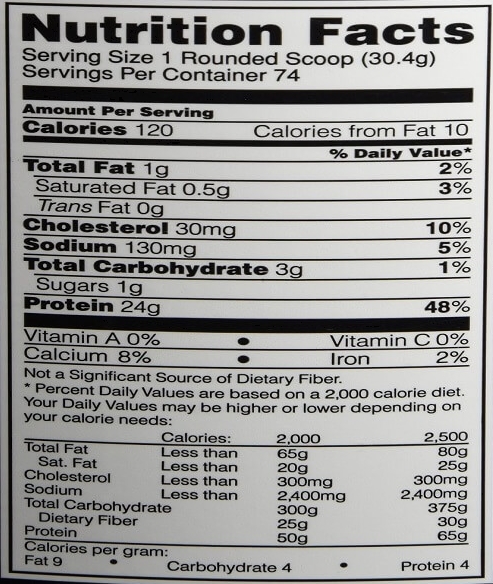 Nutrition Facts
Serving Size 1 Rounded Scoop (30.4g)
Servings Per Container 74
Amount Per Serving
Calories 120 Calories from Fat 10
% Daily Value*
Total Fat 1g 2%
Saturated Fat 0.5g 3%
Trans Fat 0g
Cholesterol 30mg 10%
Sodium 130mg 5%
Total Carbohydrate 3g 1%
Sugars 1g
Protein 24g 48%
Vitamin A 0% • Vitamin C 0%
Calcium 8% • Iron 2%
Not a Significant Source of Dietary Fiber.
* Percent Daily Values are based on a 2,000 calorie diet.
Your Daily Values may be higher or lower depending on
your calorie needs:
Calories: 2,000 2,500
Total Fat Less than 65g 80g
Sat. Fat Less than 20g 25g
Cholesterol Less than 300mg 300mg
Sodium Less than 2,400mg 2,400mg
Total Carbohydrate 300g 375g
Dietary Fiber 25g 30g
Protein 50g 65g
Calories per gram:
Fat 9 • Carbohydrate 4 • Protein 4